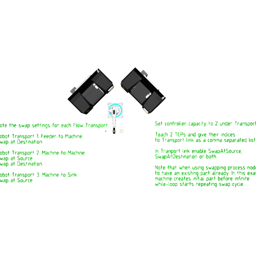 ote the swap settings for each Flow Transport
obot Transport 1: Feeder to Machine
wap at Destination
obot Transport 2: Machine to Machine
wap at Source
wap at Destination
obot Transport 3: Machine to Sink
wap at Source
Set controller capacity to 2 under Transport
Teach 2 TCPs and give their indices
to Transport link as a comma separated list
In Transport link enable SwapAtSource,
SwapAtDestination or both
Note that when using swapping process nodes
to have an existing part already. In this exa
machine creates initial part before infinite
while-loop starts repeating swap cycle